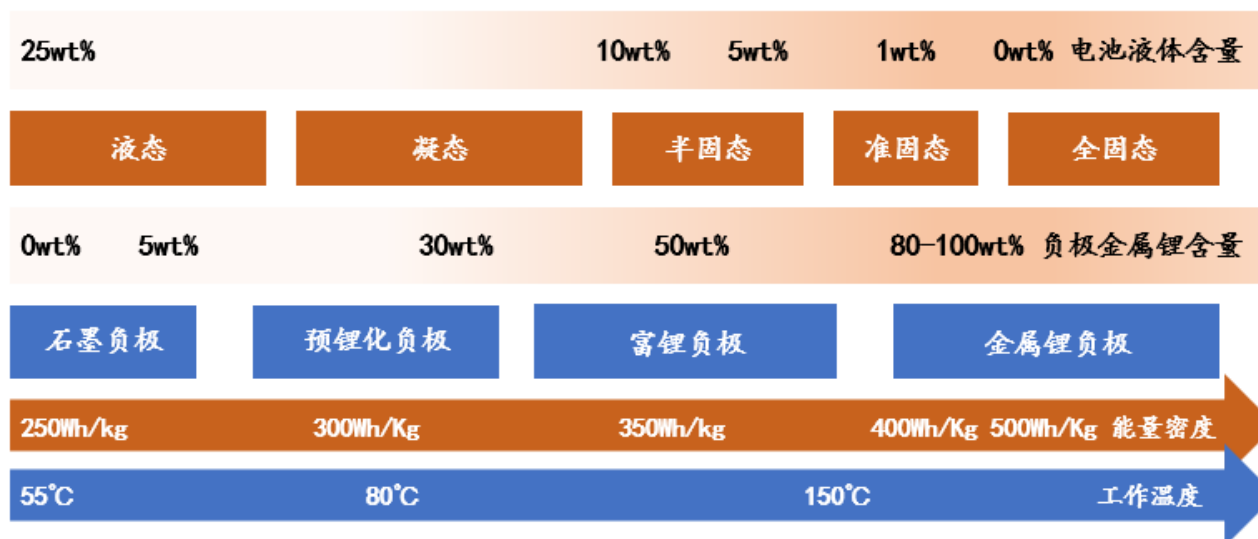 25wt% 10wt% 5wt% 1wt% 0wt% 电池液体含量
液态 凝态 半固态 准固态 全固态
0wt% 5wt% 30wt% 50wt% 80-100wt% 负极金属锂含量
石墨负极 预锂化负极 富锂负极 金属锂负极
250Wh/kg 300Wh/Kg 350Wh/kg 400Wh/Kg 500Wh/Kg 能量密度
55℃ 80℃ 150℃ 工作温度